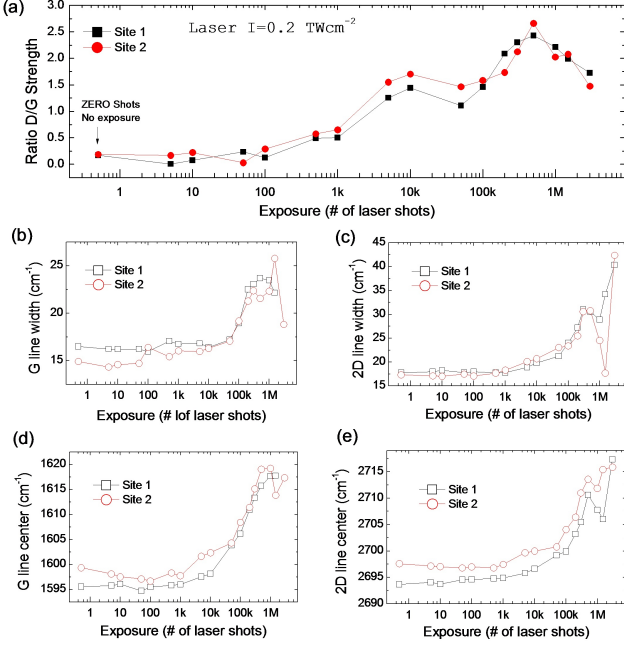 (a)
Laser I=0.2 TWcm⁻²
Site 1
Site 2
ZERO Shots
No exposure
Ratio D/G Strength
3.0
2.5
2.0
1.5
1.0
0.5
0.0
1 10 100 1k 10k 100k 1M
Exposure (# of laser shots)
(b)
Site 1
Site 2
G line width (cm⁻¹)
25
20
15
1 10 100 1k 10k 100k 1M
Exposure (# lof laser shots)
(c)
Site 1
Site 2
2D line width (cm⁻¹)
45
40
35
30
25
20
15
1 10 100 1k 10k 100k 1M
Exposure (# of laser shots)
(d)
Site 1
Site 2
G line center (cm⁻¹)
1620
1615
1610
1605
1600
1595
1 10 100 1k 10k 100k 1M
Exposure (# of laser shots)
(e)
Site 1
Site 2
2D line center (cm⁻¹)
2715
2710
2705
2700
2695
2690
1 10 100 1k 10k 100k 1M
Exposure (# of laser shots)